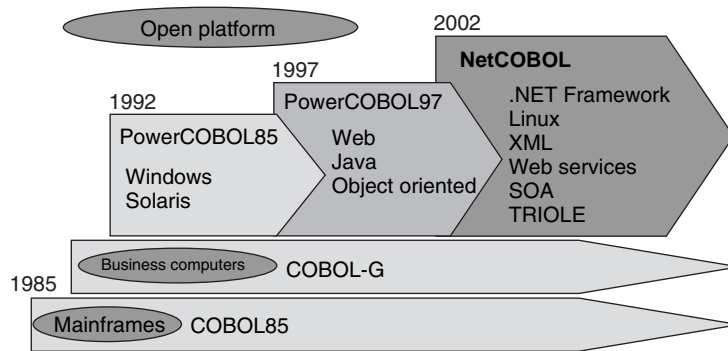 Open platform
2002
NetCOBOL
.NET Framework
Linux
XML
Web services
SOA
TRIOLE
1997
PowerCOBOL97
Web
Java
Object oriented
1992
PowerCOBOL85
Windows
Solaris
Business computers
COBOL-G
1985
Mainframes
COBOL85